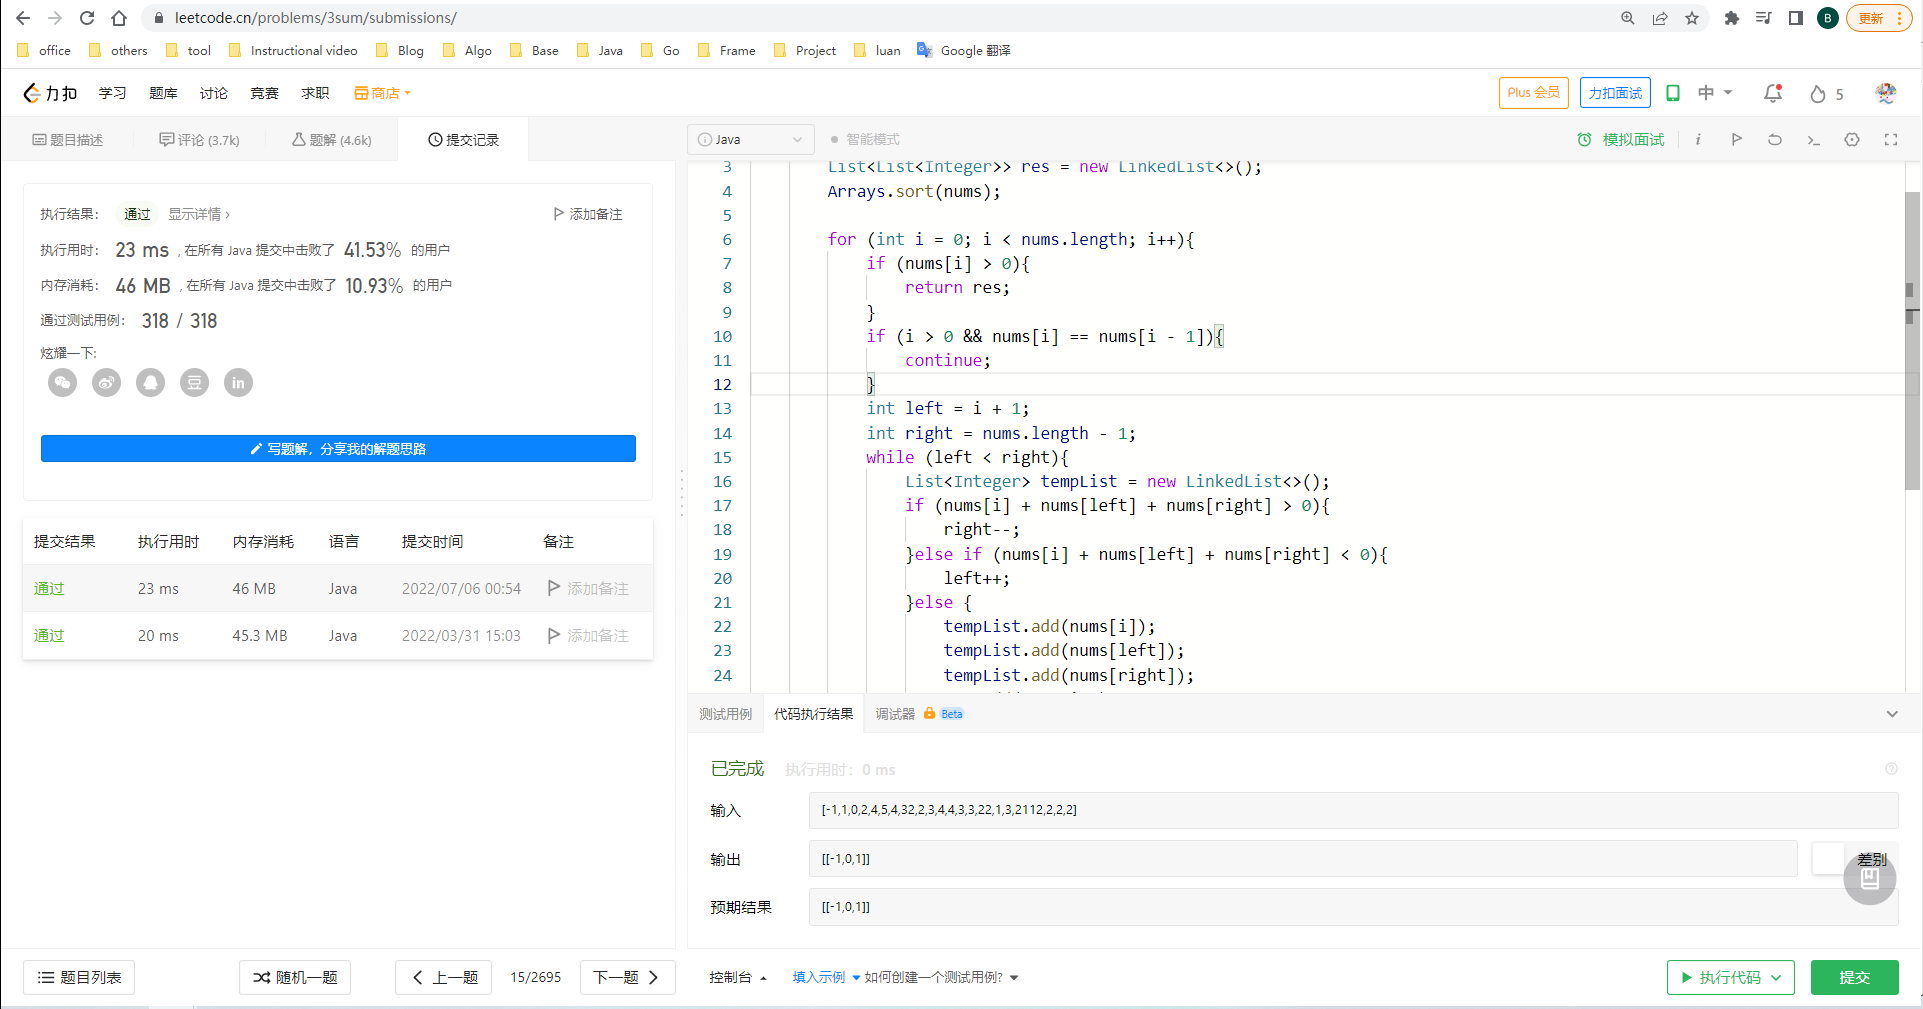 leetcode.cn/problems/3sum/submissions/
B
更新
office others tool Instructional video Blog Algo Base Java Go Frame Project luan Google 翻译
力扣 学习 题库 讨论 竞赛 求职 商店
Plus 会员 力扣面试 中 5
题目描述 评论 (3.7k) 题解 (4.6k) 提交记录
执行结果： 通过 显示详情 › 添加备注
执行用时： 23 ms , 在所有 Java 提交中击败了 41.53% 的用户
内存消耗： 46 MB , 在所有 Java 提交中击败了 10.93% 的用户
通过测试用例： 318 / 318
炫耀一下:
豆 in
写题解，分享我的解题思路
提交结果 执行用时 内存消耗 语言 提交时间 备注
通过 23 ms 46 MB Java 2022/07/06 00:54 添加备注
通过 20 ms 45.3 MB Java 2022/03/31 15:03 添加备注
Java 智能模式 模拟面试 i
3 List<List<Integer>> res = new LinkedList<>();
4 Arrays.sort(nums);
5
6 for (int i = 0; i < nums.length; i++){
7 if (nums[i] > 0){
8 return res;
9 }
10 if (i > 0 && nums[i] == nums[i - 1]){
11 continue;
12 }
13 int left = i + 1;
14 int right = nums.length - 1;
15 while (left < right){
16 List<Integer> tempList = new LinkedList<>();
17 if (nums[i] + nums[left] + nums[right] > 0){
18 right--;
19 }else if (nums[i] + nums[left] + nums[right] < 0){
20 left++;
21 }else {
22 tempList.add(nums[i]);
23 tempList.add(nums[left]);
24 tempList.add(nums[right]);
测试用例 代码执行结果 调试器 Beta
已完成 执行用时：0 ms
输入 [-1,1,0,2,4,5,4,32,2,3,4,4,3,3,22,1,3,2112,2,2,2]
输出 [[-1,0,1]] 差别
预期结果 [[-1,0,1]]
题目列表 随机一题 上一题 15/2695 下一题 控制台 填入示例 如何创建一个测试用例? 执行代码 提交